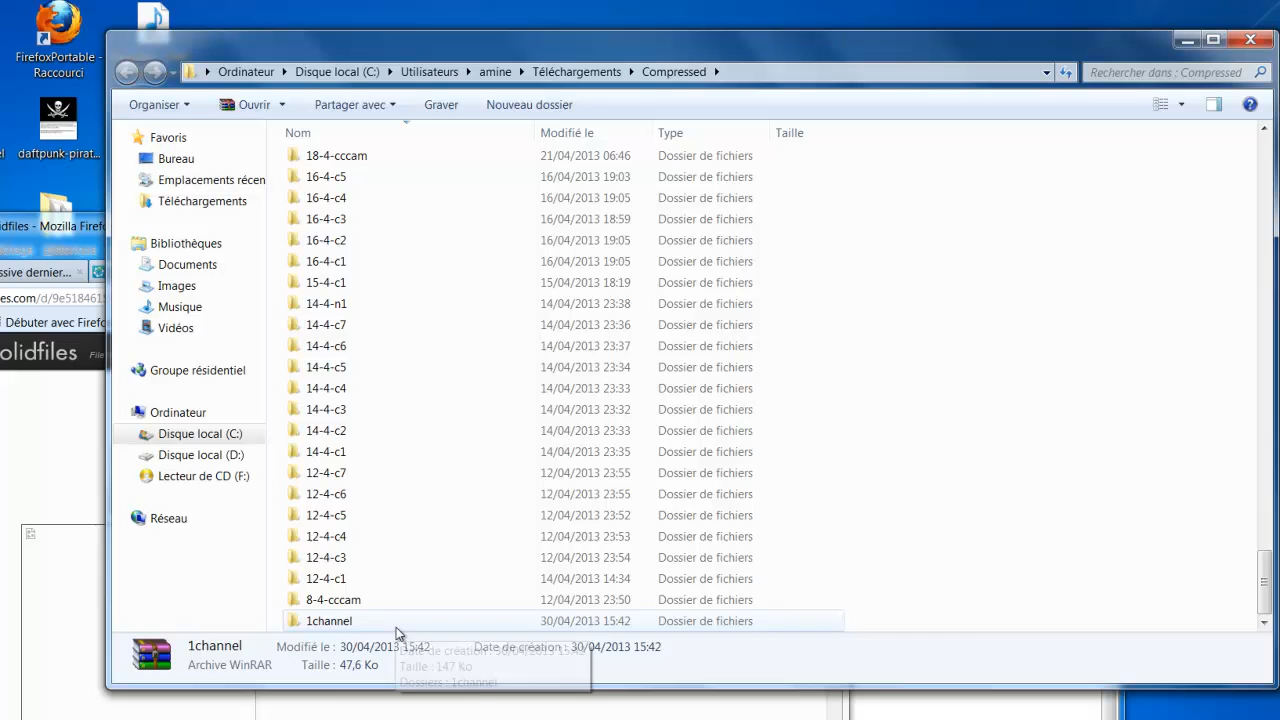 FirefoxPortable -
Raccourci
daftpunk-pirat...
lidfiles - Mozilla Firefo
ssive dernier...
es.com/d/9e518461
Débuter avec Firefo
olidfiles File
Ordinateur Disque local (C:) Utilisateurs amine Téléchargements Compressed
Rechercher dans : Compressed
Organiser Ouvrir Partager avec Graver Nouveau dossier
Favoris
Bureau
Emplacements récen
Téléchargements
Bibliothèques
Documents
Images
Musique
Vidéos
Groupe résidentiel
Ordinateur
Disque local (C:)
Disque local (D:)
Lecteur de CD (F:)
Réseau
Nom Modifié le Type Taille
18-4-cccam 21/04/2013 06:46 Dossier de fichiers
16-4-c5 16/04/2013 19:03 Dossier de fichiers
16-4-c4 16/04/2013 19:05 Dossier de fichiers
16-4-c3 16/04/2013 18:59 Dossier de fichiers
16-4-c2 16/04/2013 19:05 Dossier de fichiers
16-4-c1 16/04/2013 19:05 Dossier de fichiers
15-4-c1 15/04/2013 18:19 Dossier de fichiers
14-4-n1 14/04/2013 23:38 Dossier de fichiers
14-4-c7 14/04/2013 23:36 Dossier de fichiers
14-4-c6 14/04/2013 23:37 Dossier de fichiers
14-4-c5 14/04/2013 23:34 Dossier de fichiers
14-4-c4 14/04/2013 23:33 Dossier de fichiers
14-4-c3 14/04/2013 23:32 Dossier de fichiers
14-4-c2 14/04/2013 23:33 Dossier de fichiers
14-4-c1 14/04/2013 23:35 Dossier de fichiers
12-4-c7 12/04/2013 23:55 Dossier de fichiers
12-4-c6 12/04/2013 23:55 Dossier de fichiers
12-4-c5 12/04/2013 23:52 Dossier de fichiers
12-4-c4 12/04/2013 23:53 Dossier de fichiers
12-4-c3 12/04/2013 23:54 Dossier de fichiers
12-4-c1 14/04/2013 14:34 Dossier de fichiers
8-4-cccam 12/04/2013 23:50 Dossier de fichiers
1channel 30/04/2013 15:42 Dossier de fichiers
1channel Modifié le : 30/04/2013 15:42 Date de création : 30/04/2013 15:42
Archive WinRAR Taille : 47,6 Ko
Date de création : 30/04/2013 15:42
Taille : 147 Ko
Dossiers : 1channel